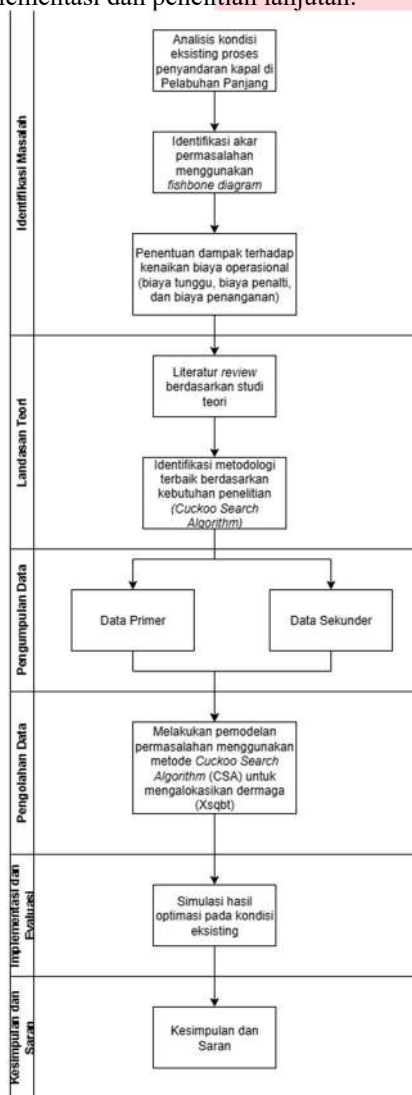 implementasi dan penelitian lanjutan.
Identifikasi Masalah
Analisis kondisi
eksisting proses
penyandaran kapal di
Pelabuhan Panjang
Identifikasi akar
permasalahan
menggunakan
fishbone diagram
Penentuan dampak terhadap
kenaikan biaya operasional
(biaya tunggu, biaya penalti,
dan biaya penanganan)
Landasan Teori
Literatur review
berdasarkan studi
teori
Identifikasi metodologi
terbaik berdasarkan
kebutuhan penelitian
(Cuckoo Search
Algorithm)
Pengumpulan Data
Data Primer
Data Sekunder
Pengolahan Data
Melakukan pemodelan
permasalahan menggunakan
metode Cuckoo Search
Algorithm (CSA) untuk
mengalokasikan dermaga
(Xsqbt)
Implementasi dan
Evaluasi
Simulasi hasil
optimasi pada kondisi
eksisting
Kesimpulan dan
Saran
Kesimpulan dan
Saran